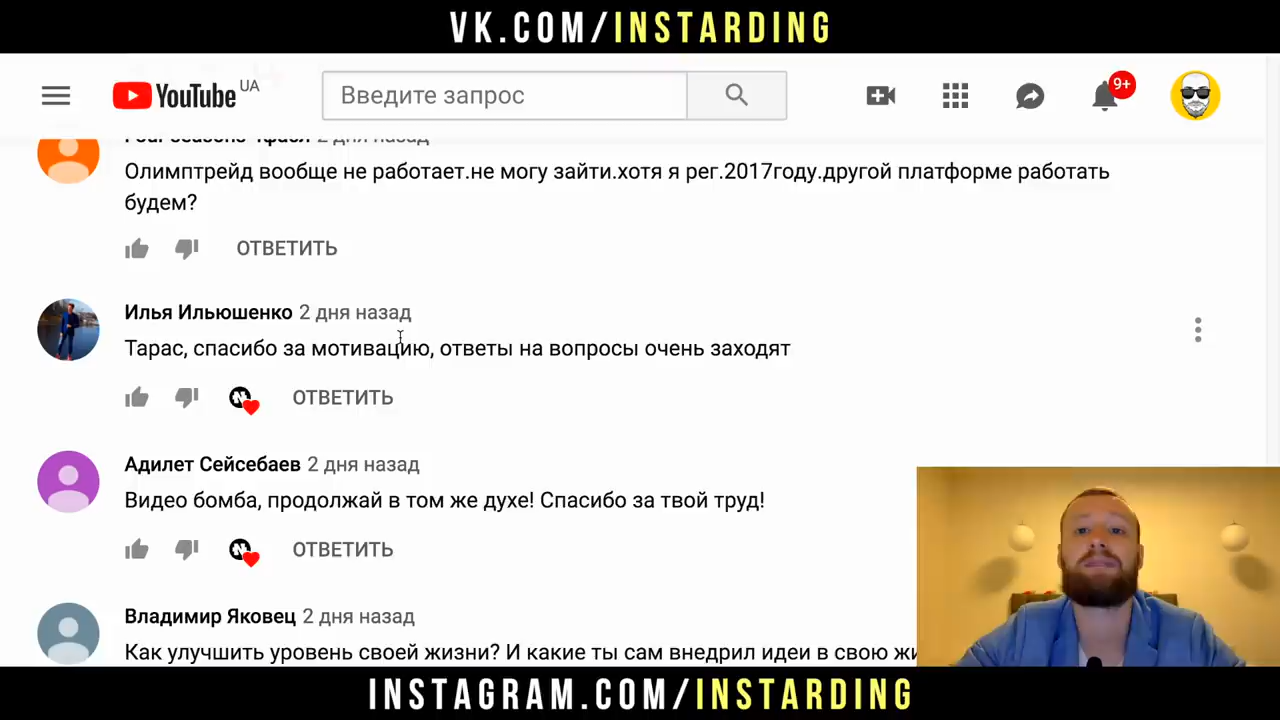 VK.COM/INSTARDING
YouTube UA
Введите запрос
9+
2 дня назад
Олимптрейд вообще не работает.не могу зайти.хотя я рег.2017году.другой платформе работать
будем?
ОТВЕТИТЬ
Илья Ильюшенко 2 дня назад
Тарас, спасибо за мотивацию, ответы на вопросы очень заходят
ОТВЕТИТЬ
Адилет Сейсебаев 2 дня назад
Видео бомба, продолжай в том же духе! Спасибо за твой труд!
ОТВЕТИТЬ
Владимир Яковец 2 дня назад
Как улучшить уровень своей жизни? И какие ты сам внедрил идеи в свою
INSTAGRAM.COM/INSTARDING